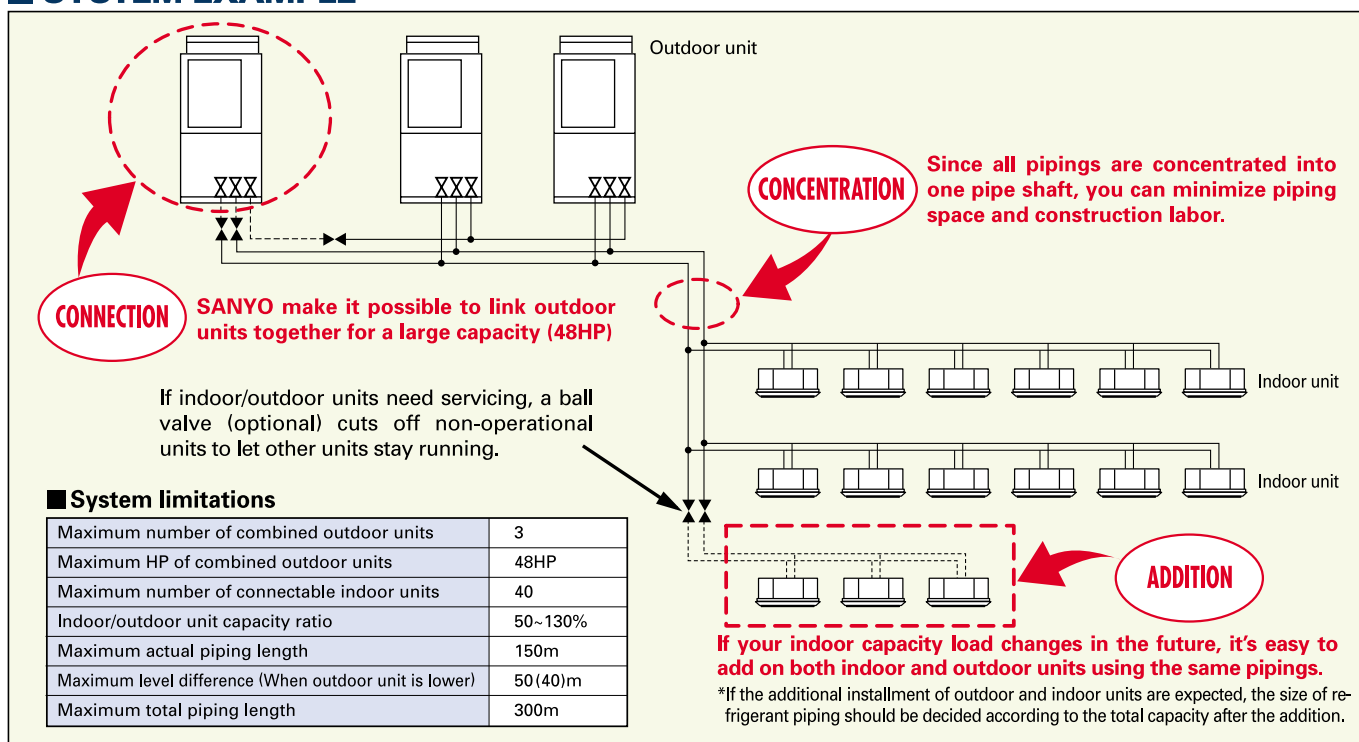 ■ SYSTEM EXAMPLE
Outdoor unit
CONCENTRATION
Since all pipings are concentrated into
one pipe shaft, you can minimize piping
space and construction labor.
CONNECTION
SANYO make it possible to link outdoor
units together for a large capacity (48HP)
Indoor unit
If indoor/outdoor units need servicing, a ball
valve (optional) cuts off non-operational
units to let other units stay running.
Indoor unit
■ System limitations
Maximum number of combined outdoor units 3
Maximum HP of combined outdoor units 48HP
Maximum number of connectable indoor units 40
Indoor/outdoor unit capacity ratio 50~130%
Maximum actual piping length 150m
Maximum level difference (When outdoor unit is lower) 50(40)m
Maximum total piping length 300m
ADDITION
If your indoor capacity load changes in the future, it's easy to
add on both indoor and outdoor units using the same pipings.
*If the additional installment of outdoor and indoor units are expected, the size of re-
frigerant piping should be decided according to the total capacity after the addition.